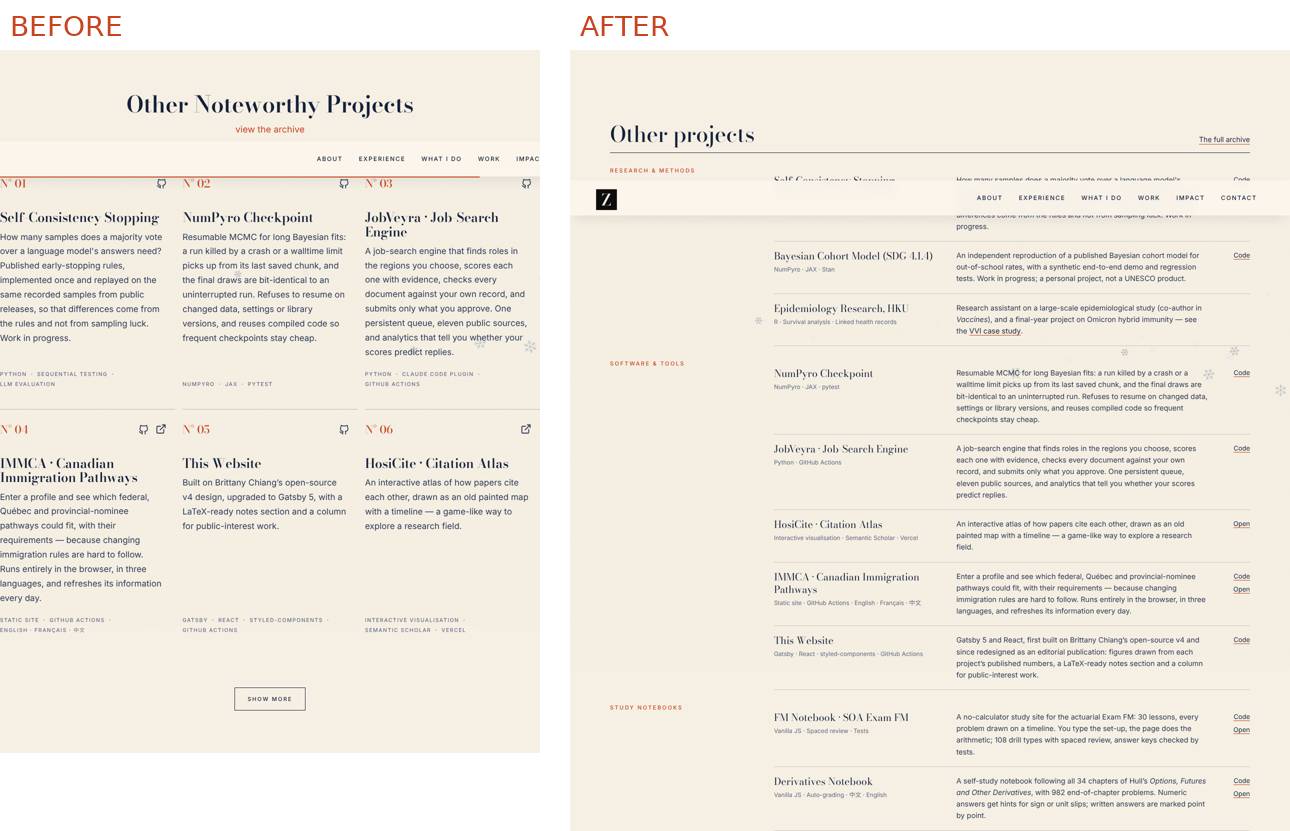 BEFORE
Other Noteworthy Projects
view the archive
ABOUT EXPERIENCE WHAT I DO WORK IMPAC
N° 01
Self-Consistency Stopping
How many samples does a majority vote
over a language model's answers need?
Published early-stopping rules,
implemented once and replayed on the
same recorded samples from public
releases, so that differences come from
the rules and not from sampling luck.
Work in progress.
PYTHON · SEQUENTIAL TESTING ·
LLM EVALUATION
N° 02
NumPyro Checkpoint
Resumable MCMC for long Bayesian fits:
a run killed by a crash or a walltime limit
picks up from its last saved chunk, and
the final draws are bit-identical to an
uninterrupted run. Refuses to resume on
changed data, settings or library
versions, and reuses compiled code so
frequent checkpoints stay cheap.
NUMPYRO · JAX · PYTEST
N° 03
JobVeyra · Job-Search
Engine
A job-search engine that finds roles in
the regions you choose, scores each
one with evidence, checks every
document against your own record, and
submits only what you approve. One
persistent queue, eleven public sources,
and analytics that tell you whether your
scores predict replies.
PYTHON · CLAUDE CODE PLUGIN ·
GITHUB ACTIONS
N° 04
IMMCA · Canadian
Immigration Pathways
Enter a profile and see which federal,
Québec and provincial-nominee
pathways could fit, with their
requirements — because changing
immigration rules are hard to follow.
Runs entirely in the browser, in three
languages, and refreshes its information
every day.
STATIC SITE · GITHUB ACTIONS ·
ENGLISH · FRANÇAIS · 中文
N° 05
This Website
Built on Brittany Chiang's open-source
v4 design, upgraded to Gatsby 5, with a
LaTeX-ready notes section and a column
for public-interest work.
GATSBY · REACT · STYLED-COMPONENTS ·
GITHUB ACTIONS
N° 06
HosiCite · Citation Atlas
An interactive atlas of how papers cite
each other, drawn as an old painted map
with a timeline — a game-like way to
explore a research field.
INTERACTIVE VISUALISATION ·
SEMANTIC SCHOLAR · VERCEL
SHOW MORE
AFTER
Other projects
The full archive
RESEARCH & METHODS
Self-Consistency Stopping
How many samples does a majority vote over a language model's
Code
Z
ABOUT EXPERIENCE WHAT I DO WORK IMPACT CONTACT
differences come from the rules and not from sampling luck. Work in
progress.
Bayesian Cohort Model (SDG 4.1.4)
NumPyro · JAX · Stan
An independent reproduction of a published Bayesian cohort model for
out-of-school rates, with a synthetic end-to-end demo and regression
tests. Work in progress; a personal project, not a UNESCO product.
Code
Epidemiology Research, HKU
R · Survival analysis · Linked health records
Research assistant on a large-scale epidemiological study (co-author in
Vaccines), and a final-year project on Omicron hybrid immunity — see
the VVI case study.
SOFTWARE & TOOLS
NumPyro Checkpoint
NumPyro · JAX · pytest
Resumable MCMC for long Bayesian fits: a run killed by a crash or a
walltime limit picks up from its last saved chunk, and the final draws are
bit-identical to an uninterrupted run. Refuses to resume on changed data,
settings or library versions, and reuses compiled code so frequent
checkpoints stay cheap.
Code
JobVeyra · Job-Search Engine
Python · GitHub Actions
A job-search engine that finds roles in the regions you choose, scores
each one with evidence, checks every document against your own
record, and submits only what you approve. One persistent queue,
eleven public sources, and analytics that tell you whether your scores
predict replies.
Code
HosiCite · Citation Atlas
Interactive visualisation · Semantic Scholar · Vercel
An interactive atlas of how papers cite each other, drawn as an old
painted map with a timeline — a game-like way to explore a research
field.
Open
IMMCA · Canadian Immigration
Pathways
Static site · GitHub Actions · English · Français · 中文
Enter a profile and see which federal, Québec and provincial-nominee
pathways could fit, with their requirements — because changing
immigration rules are hard to follow. Runs entirely in the browser, in three
languages, and refreshes its information every day.
Code
Open
This Website
Gatsby · React · styled-components · GitHub Actions
Gatsby 5 and React, first built on Brittany Chiang's open-source v4 and
since redesigned as an editorial publication: figures drawn from each
project's published numbers, a LaTeX-ready notes section and a column
for public-interest work.
Code
STUDY NOTEBOOKS
FM Notebook · SOA Exam FM
Vanilla JS · Spaced review · Tests
A no-calculator study site for the actuarial Exam FM: 30 lessons, every
problem drawn on a timeline. You type the set-up, the page does the
arithmetic; 108 drill types with spaced review, answer keys checked by
tests.
Code
Open
Derivatives Notebook
Vanilla JS · Auto-grading · 中文 · English
A self-study notebook following all 34 chapters of Hull's Options, Futures
and Other Derivatives, with 982 end-of-chapter problems. Numeric
answers get hints for sign or unit slips; written answers are marked point
by point.
Code
Open